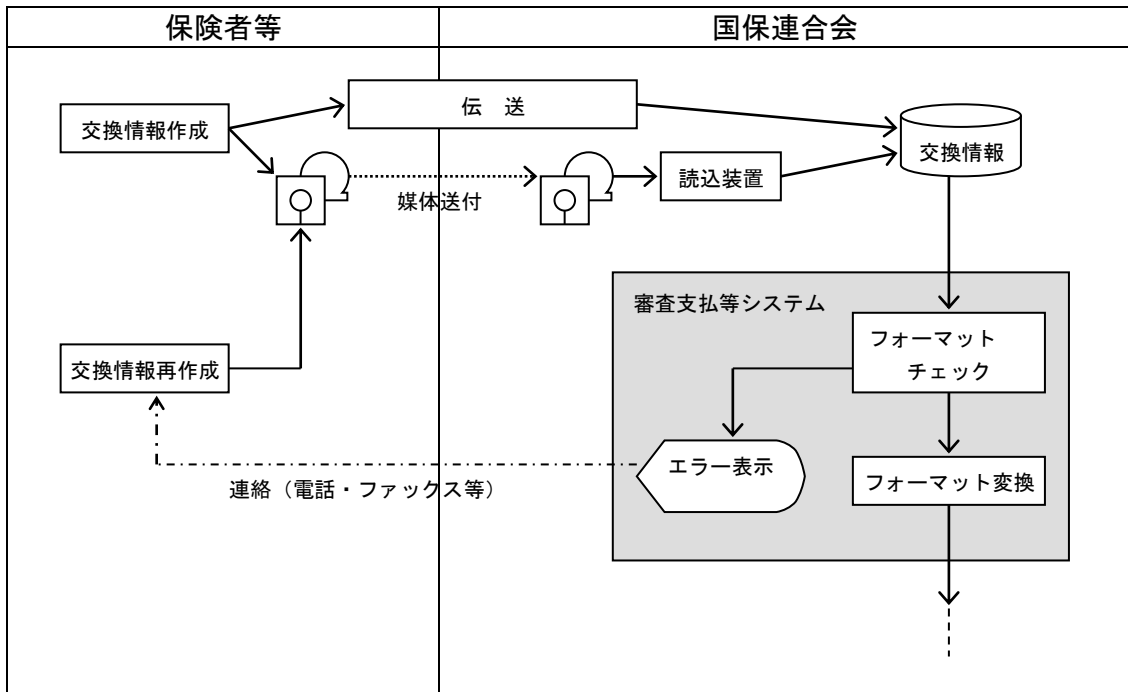 保険者等
国保連合会
伝　送
交換情報作成
交換情報
読込装置
媒体送付
審査支払等システム
フォーマット
チェック
交換情報再作成
エラー表示
フォーマット変換
連絡（電話・ファックス等）